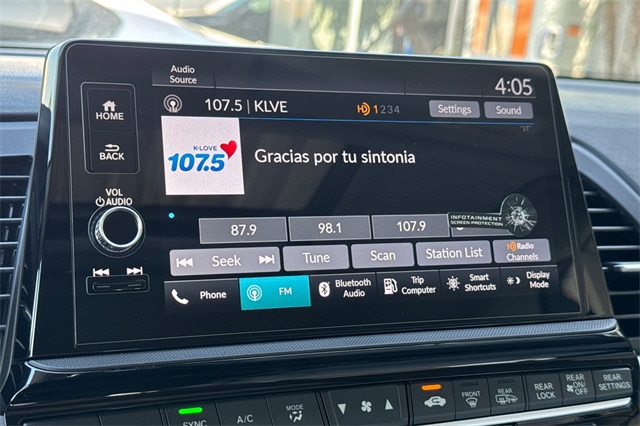 Audio
Source
4:05
HOME
BACK
107.5 | KLVE
HD 1234
Settings
Sound
K-LOVE
107.5
Gracias por tu sintonia
VOL
AUDIO
87.9
98.1
107.9
INFOTAINMENT
SCREEN PROTECTION
Seek
Tune
Scan
Station List
HD Radio
Channels
Phone
FM
Bluetooth
Audio
Trip
Computer
Smart
Shortcuts
Display
Mode
SYNC
A/C
MODE
FRONT
REAR
REAR
LOCK
REAR
ON/
OFF
REAR
SETTINGS